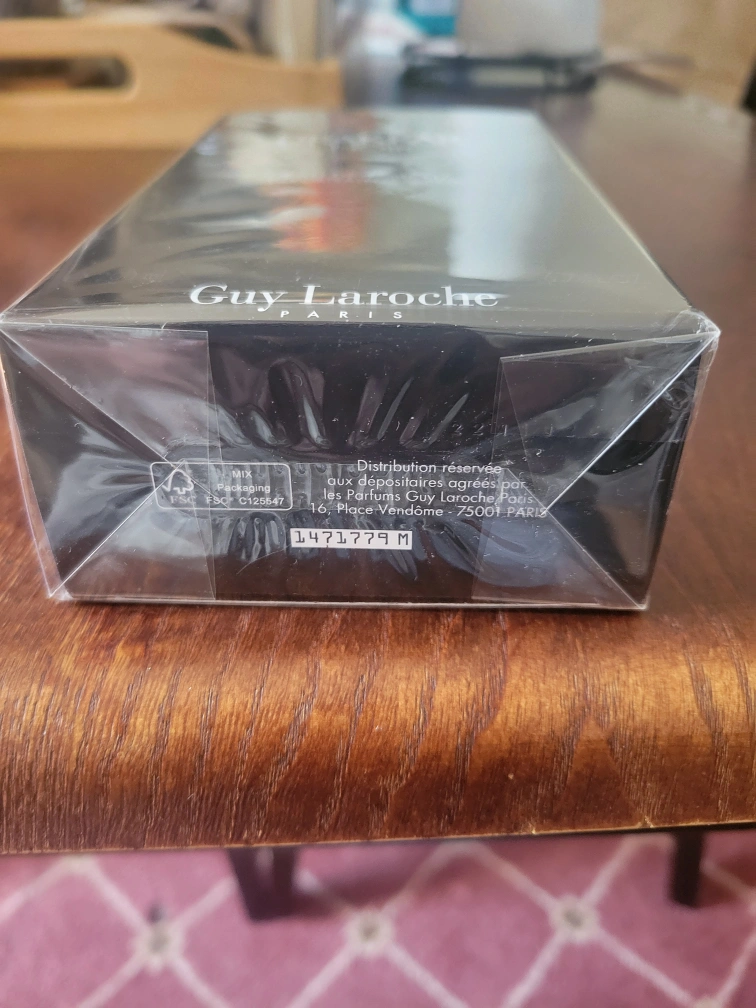 Guy Laroche
PARIS
MIX
Packaging
FSC® C125547
FSC
Distribution réservée
aux dépositaires agréés par
les Parfums Guy Laroche Paris
16, Place Vendôme - 75001 PARIS
1471779 M